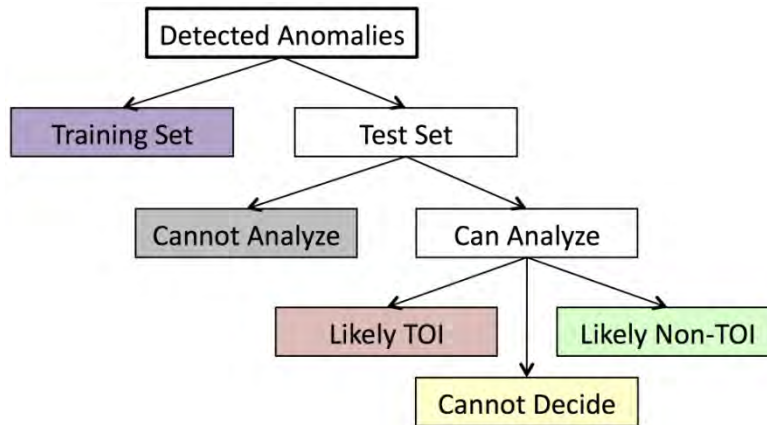 Detected Anomalies
Training Set
Test Set
Cannot Analyze
Can Analyze
Likely TOI
Likely Non-TOI
Cannot Decide